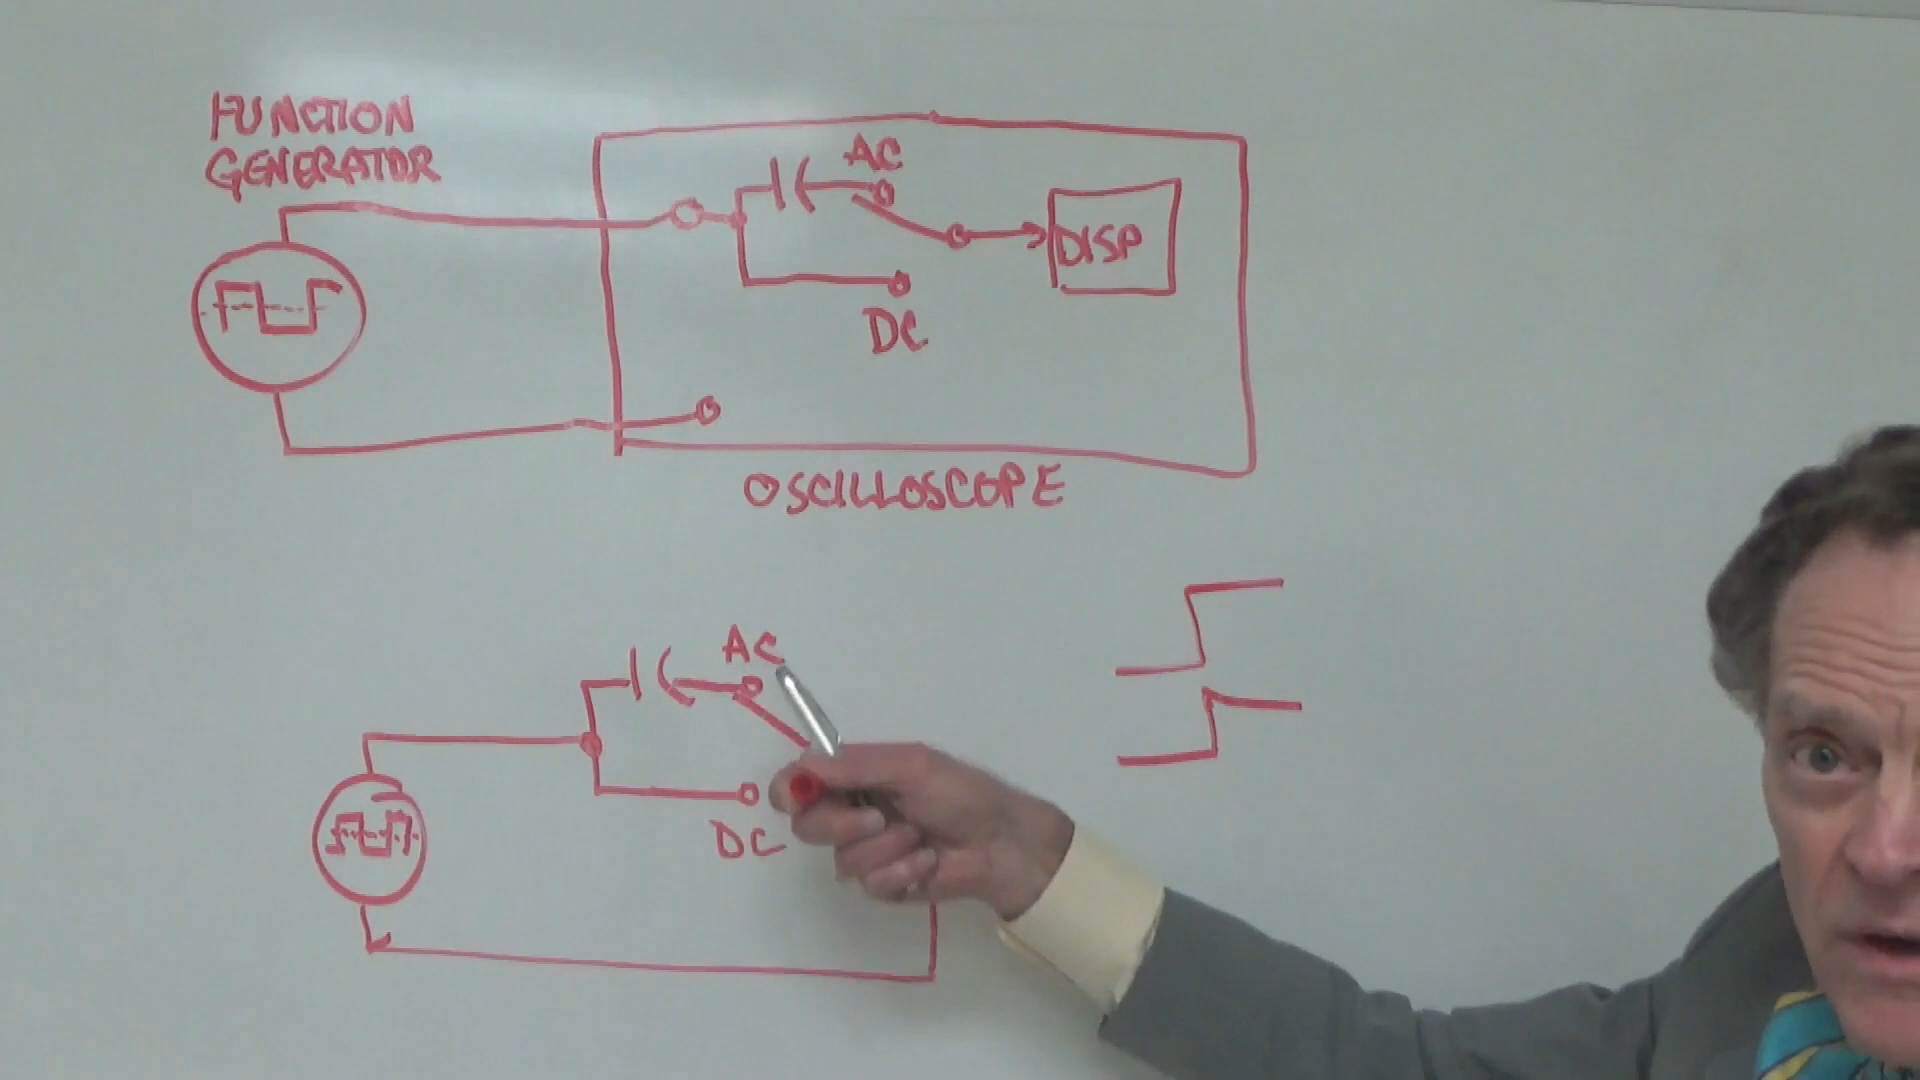 FUNCTION
GENERATOR
AC
DISP
DC
OSCILLOSCOPE
AC
DC